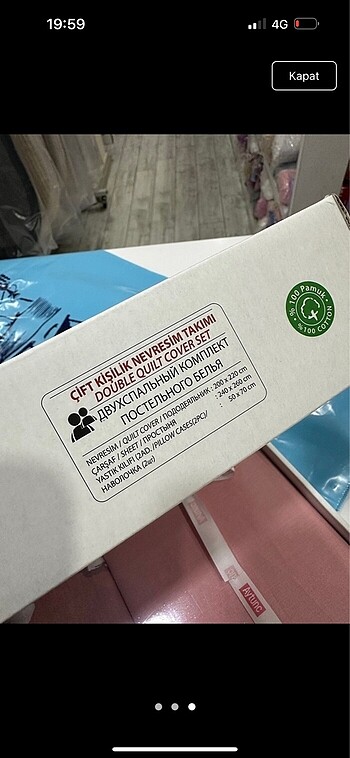 19:59
4G
Kapat
% 100 Pamuk
% 100 COTTON
ÇİFT KİŞİLİK NEVRESİM TAKIMI
DOUBLE QUILT COVER SET
ДВУХСПАЛЬНЫЙ КОМПЛЕКТ
ПОСТЕЛЬНОГО БЕЛЬЯ
NEVRESİM / QUILT COVER / ПОДОДЕЯЛЬНИК : 200 x 220 cm
ÇARŞAF / SHEET / ПРОСТЫНЯ : 240 x 260 cm
YASTIK KILIFI (2AD. /PILLOW CASES(2PC)/ : 50 x 70 cm
НАВОЛОЧКА (2шт)
Aytunc